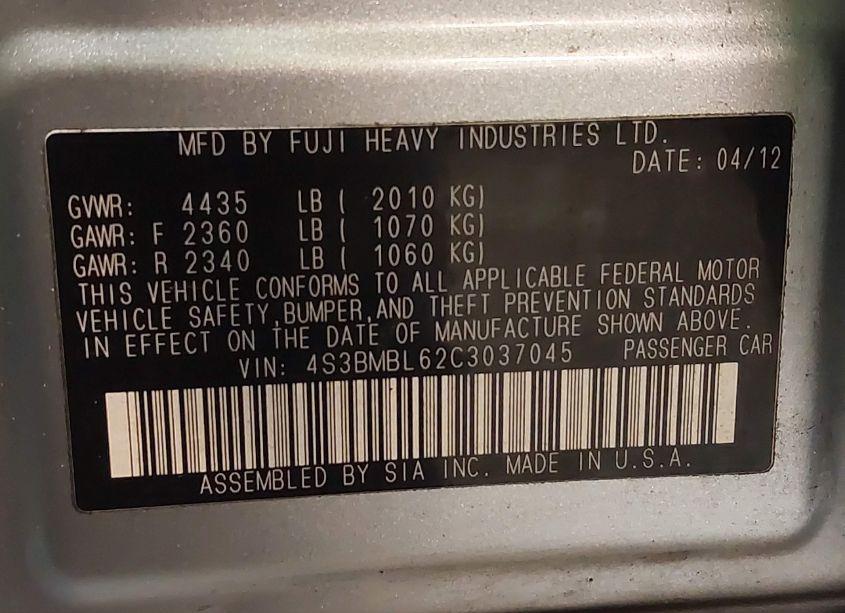 MFD BY FUJI HEAVY INDUSTRIES LTD.
DATE: 04/12
GVWR: 4435 LB ( 2010 KG)
GAWR: F 2360 LB ( 1070 KG)
GAWR: R 2340 LB ( 1060 KG)
THIS VEHICLE CONFORMS TO ALL APPLICABLE FEDERAL MOTOR
VEHICLE SAFETY,BUMPER,AND THEFT PREVENTION STANDARDS
IN EFFECT ON THE DATE OF MANUFACTURE SHOWN ABOVE.
VIN: 4S3BMBL62C3037045 PASSENGER CAR
ASSEMBLED BY SIA INC. MADE IN U.S.A.